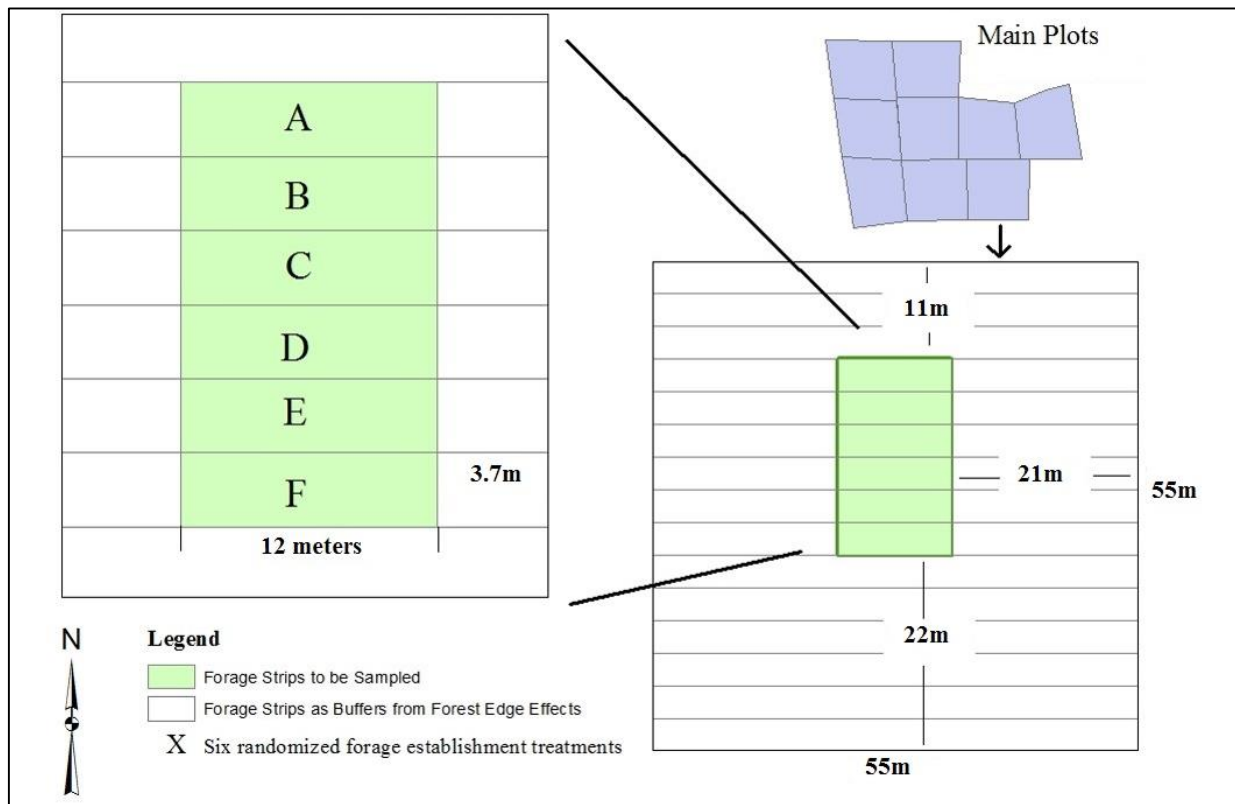 Main Plots
A
B
C
D
E
F
3.7m
12 meters
11m
21m
55m
22m
55m
N
Legend
Forage Strips to be Sampled
Forage Strips as Buffers from Forest Edge Effects
X Six randomized forage establishment treatments